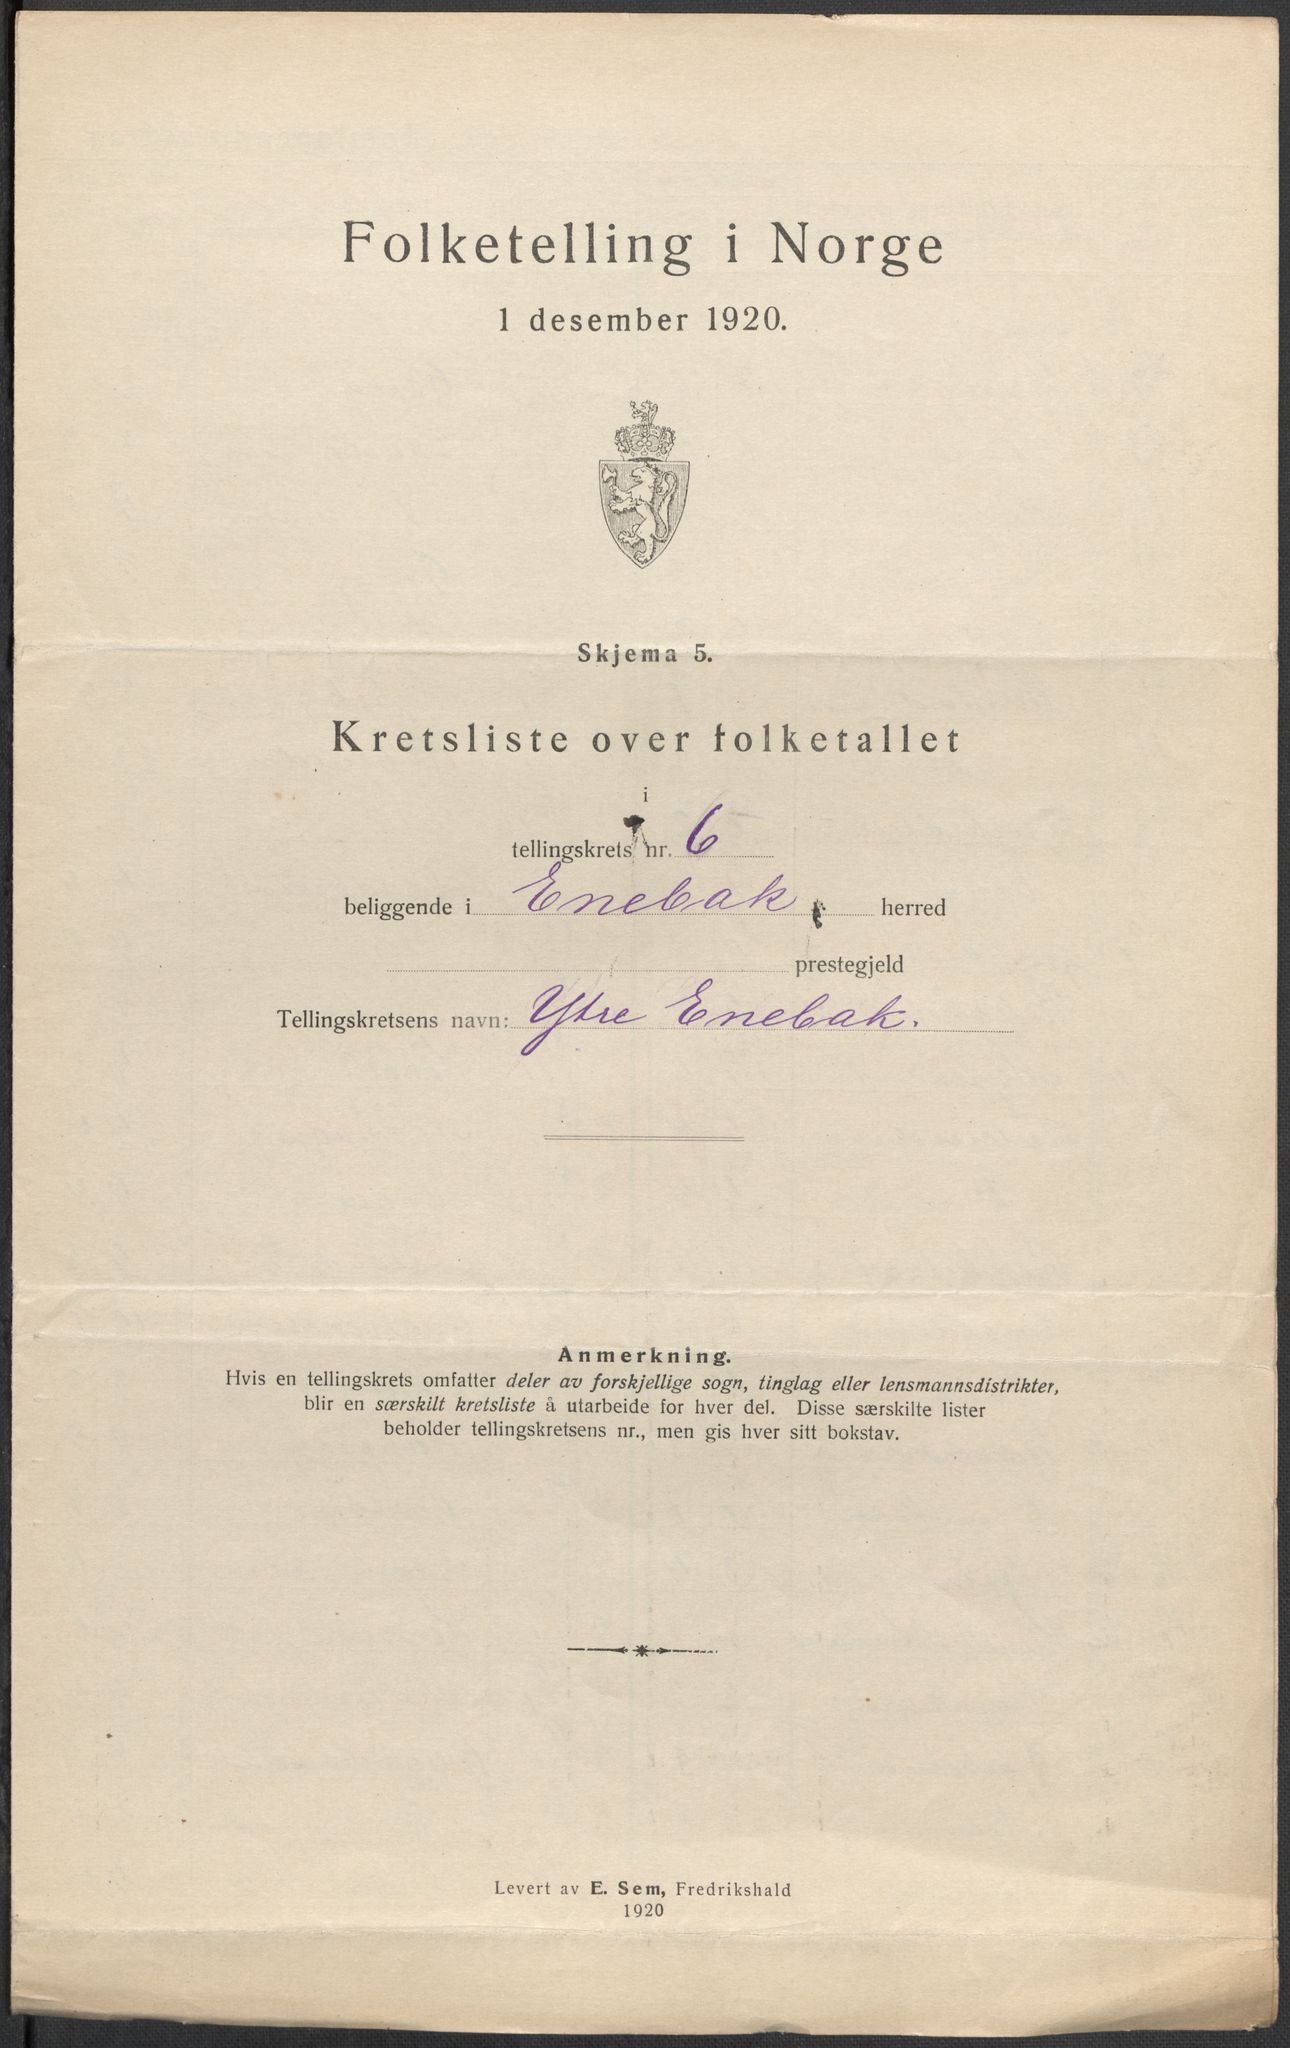 Folketelling i Norge
1 desember 1920.
Skjema 5.
Kretsliste over folketallet
i
tellingskrets nr. 6
beliggende i Enebak herred
prestegjeld
Tellingskretsens navn: Ytre Enebak.
Anmerkning.
Hvis en tellingskrets omfatter deler av forskjellige sogn, tinglag eller lensmannsdistrikter,
blir en særskilt kretsliste å utarbeide for hver del. Disse særskilte lister
beholder tellingskretsens nr., men gis hver sitt bokstav.
Levert av E. Sem, Fredrikshald
1920